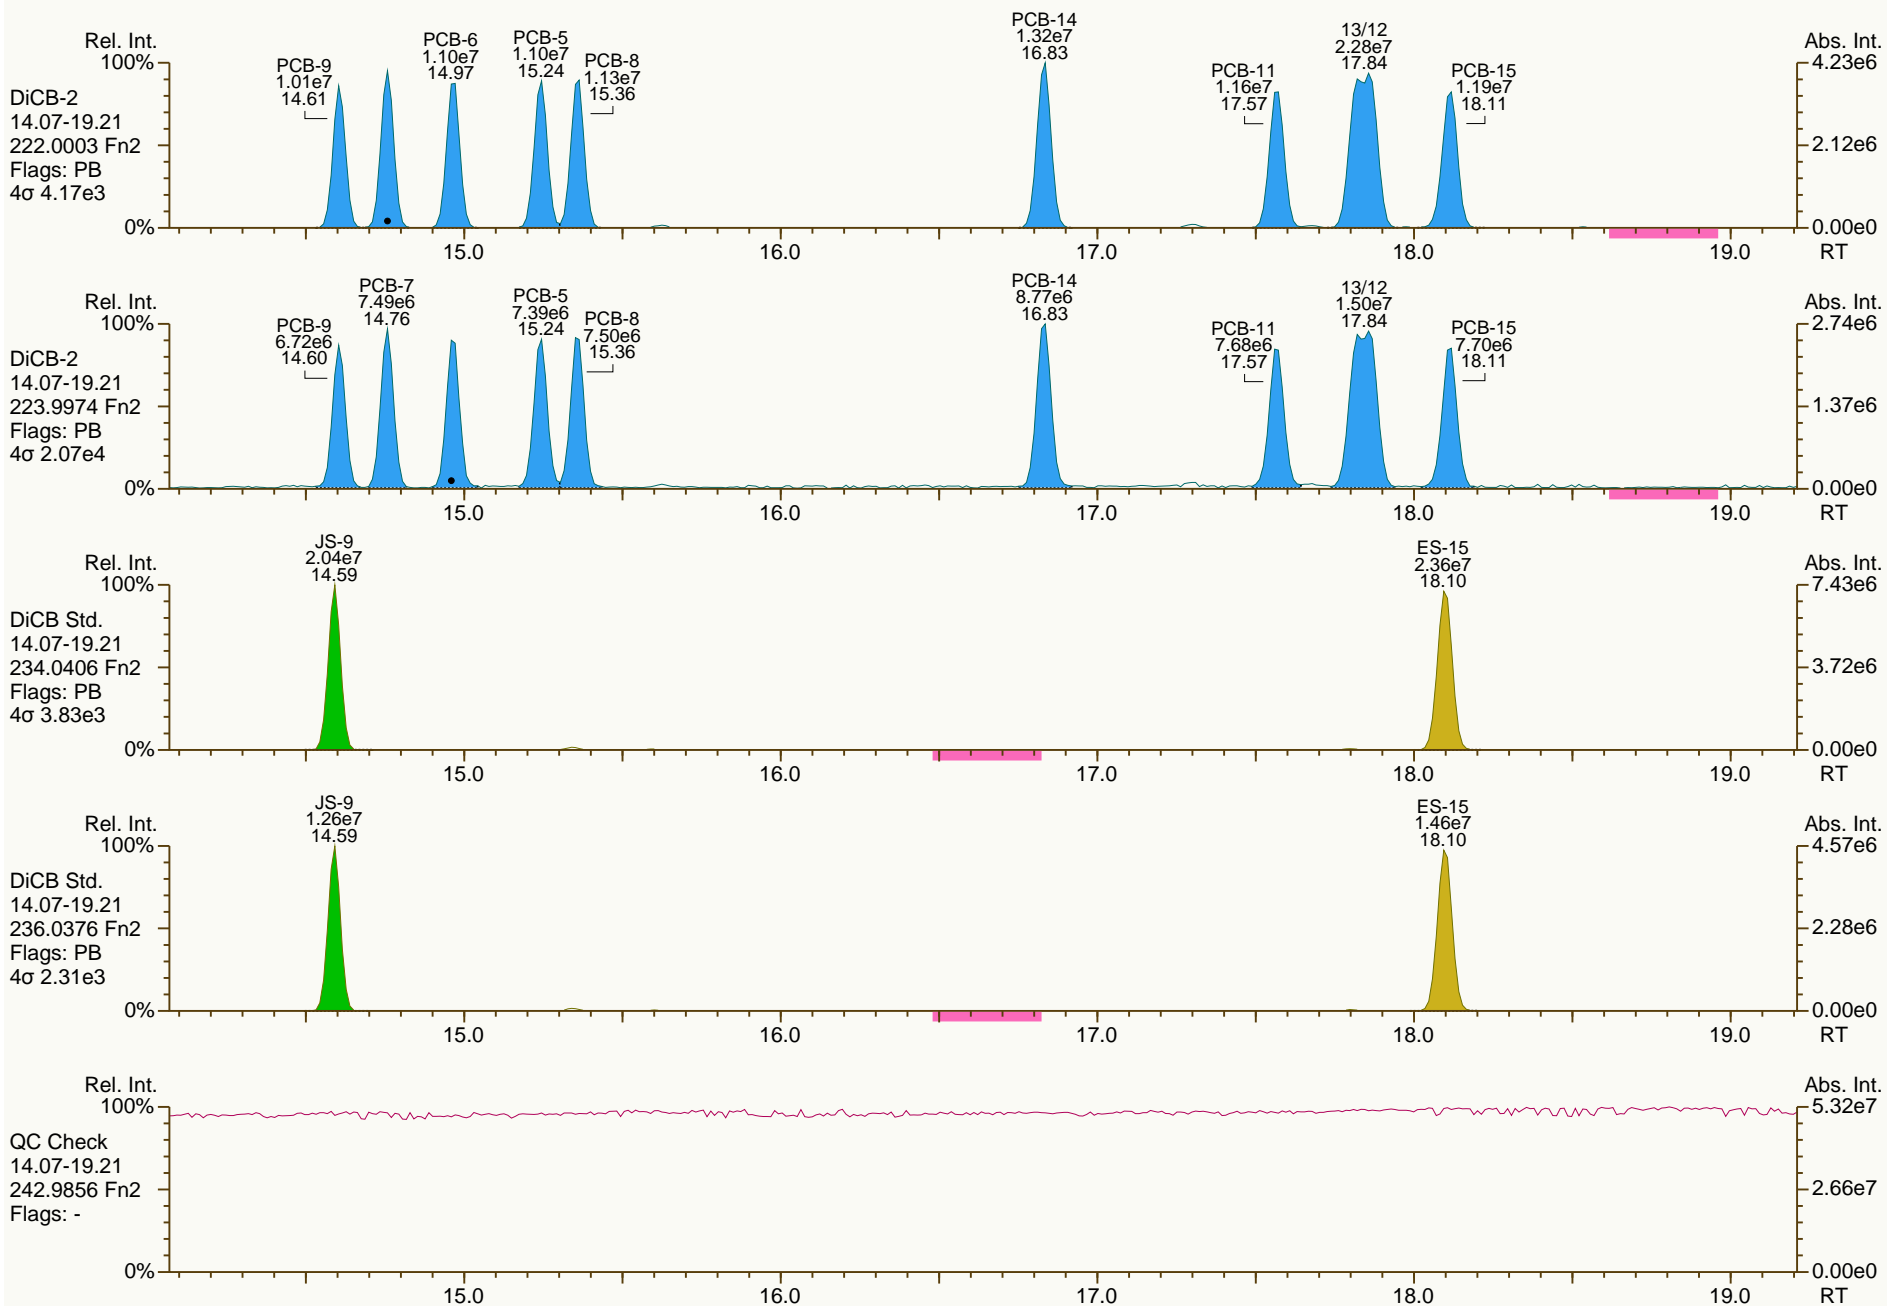 Rel. Int.
100%
0%
DiCB-2
14.07-19.21
222.0003 Fn2
Flags: PB
4σ 4.17e3
PCB-9
1.01e7
14.61
PCB-6
1.10e7
14.97
PCB-5
1.10e7
15.24
PCB-8
1.13e7
15.36
PCB-14
1.32e7
16.83
PCB-11
1.16e7
17.57
13/12
2.28e7
17.84
PCB-15
1.19e7
18.11
Abs. Int.
4.23e6
2.12e6
0.00e0
15.0 16.0 17.0 18.0 19.0 RT
Rel. Int.
100%
0%
DiCB-2
14.07-19.21
223.9974 Fn2
Flags: PB
4σ 2.07e4
PCB-9
6.72e6
14.60
PCB-7
7.49e6
14.76
PCB-5
7.39e6
15.24
PCB-8
7.50e6
15.36
PCB-14
8.77e6
16.83
PCB-11
7.68e6
17.57
13/12
1.50e7
17.84
PCB-15
7.70e6
18.11
Abs. Int.
2.74e6
1.37e6
0.00e0
15.0 16.0 17.0 18.0 19.0 RT
Rel. Int.
100%
0%
DiCB Std.
14.07-19.21
234.0406 Fn2
Flags: PB
4σ 3.83e3
JS-9
2.04e7
14.59
ES-15
2.36e7
18.10
Abs. Int.
7.43e6
3.72e6
0.00e0
15.0 16.0 17.0 18.0 19.0 RT
Rel. Int.
100%
0%
DiCB Std.
14.07-19.21
236.0376 Fn2
Flags: PB
4σ 2.31e3
JS-9
1.26e7
14.59
ES-15
1.46e7
18.10
Abs. Int.
4.57e6
2.28e6
0.00e0
15.0 16.0 17.0 18.0 19.0 RT
Rel. Int.
100%
0%
QC Check
14.07-19.21
242.9856 Fn2
Flags: -
Abs. Int.
5.32e7
2.66e7
0.00e0
15.0 16.0 17.0 18.0 19.0 RT